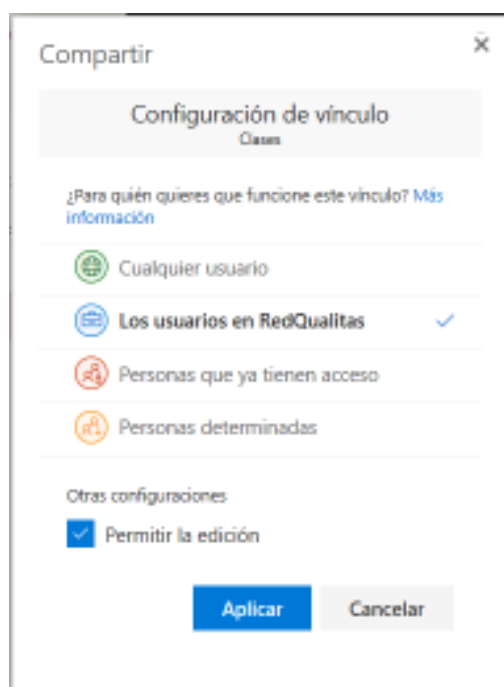 Compartir
Configuración de vínculo
Clases
¿Para quién quieres que funcione este vínculo? Más
información
Cualquier usuario
Los usuarios en RedQualitas
Personas que ya tienen acceso
Personas determinadas
Otras configuraciones
Permitir la edición
Aplicar Cancelar